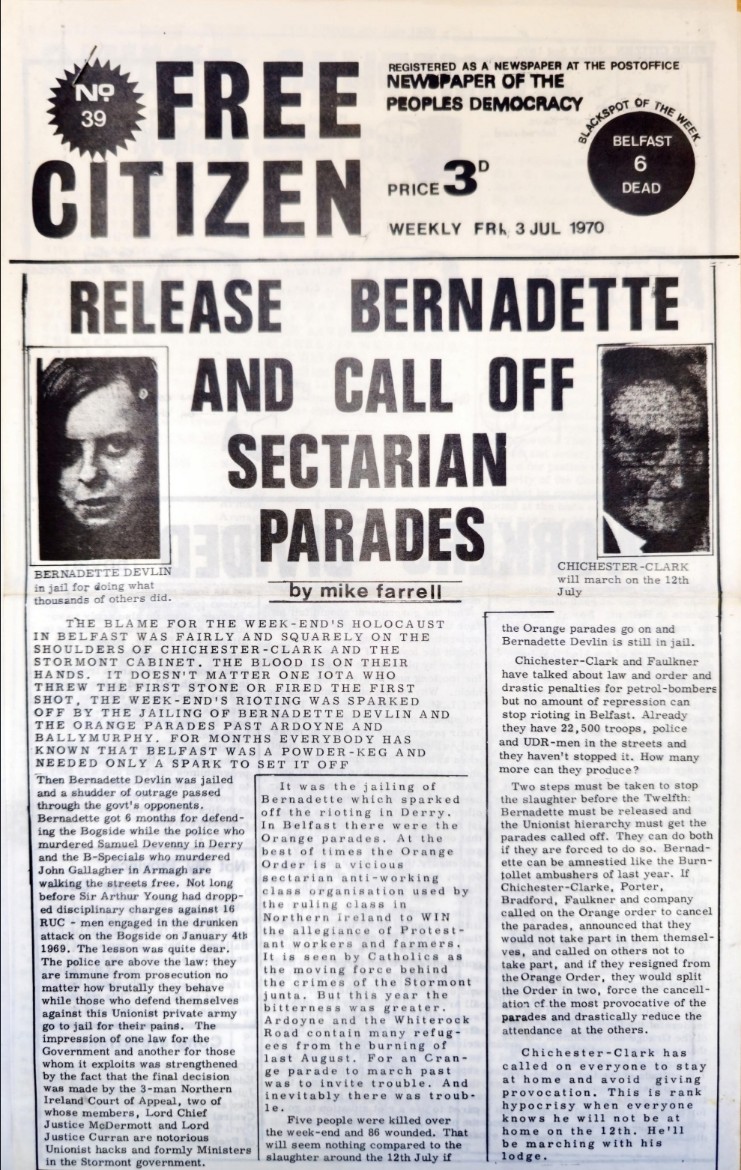 Nº
39
FREE
CITIZEN
REGISTERED AS A NEWSPAPER AT THE POSTOFFICE
NEWSPAPER OF THE
PEOPLES DEMOCRACY
PRICE 3D
WEEKLY FRI, 3 JUL 1970
BLACKSPOT OF THE WEEK
BELFAST
6
DEAD
RELEASE BERNADETTE
AND CALL OFF
SECTARIAN
PARADES
by mike farrell
BERNADETTE DEVLIN
in jail for doing what
thousands of others did.
CHICHESTER-CLARK
will march on the 12th
July
THE BLAME FOR THE WEEK-END'S HOLOCAUST
IN BELFAST WAS FAIRLY AND SQUARELY ON THE
SHOULDERS OF CHICHESTER-CLARK AND THE
STORMONT CABINET. THE BLOOD IS ON THEIR
HANDS. IT DOESN'T MATTER ONE IOTA WHO
THREW THE FIRST STONE OR FIRED THE FIRST
SHOT, THE WEEK-END'S RIOTING WAS SPARKED
OFF BY THE JAILING OF BERNADETTE DEVLIN AND
THE ORANGE PARADES PAST ARDOYNE AND
BALLYMURPHY. FOR MONTHS EVERYBODY HAS
KNOWN THAT BELFAST WAS A POWDER-KEG AND
NEEDED ONLY A SPARK TO SET IT OFF
Then Bernadette Devlin was jailed
and a shudder of outrage passed
through the govt's opponents.
Bernadette got 6 months for defend-
ing the Bogside while the police who
murdered Samuel Devenny in Derry
and the B-Specials who murdered
John Gallagher in Armagh are
walking the streets free. Not long
before Sir Arthur Young had dropp-
ed disciplinary charges against 16
RUC - men engaged in the drunken
attack on the Bogside on January 4th
1969. The lesson was quite dear.
The police are above the law: they
are immune from prosecution no
matter how brutally they behave
while those who defend themselves
against this Unionist private army
go to jail for their pains. The
impression of one law for the
Government and another for those
whom it exploits was strengthened
by the fact that the final decision
was made by the 3-man Northern
Ireland Court of Appeal, two of
whose members, Lord Chief
Justice McDermott and Lord
Justice Curran are notorious
Unionist hacks and formly Ministers
in the Stormont government.
It was the jailing of
Bernadette which sparked
off the rioting in Derry.
In Belfast there were the
Orange parades. At the
best of times the Orange
Order is a vicious
sectarian anti-working
class organisation used by
the ruling class in
Northern Ireland to WIN
the allegiance of Protest-
ant workers and farmers.
It is seen by Catholics as
the moving force behind
the crimes of the Stormont
junta. But this year the
bitterness was greater.
Ardoyne and the Whiterock
Road contain many refug-
ees from the burning of
last August. For an Oran-
ge parade to march past
was to invite trouble. And
inevitably there was troub-
le.
Five people were killed over
the week-end and 86 wounded. That
will seem nothing compared to the
slaughter around the 12th July if
the Orange parades go on and
Bernadette Devlin is still in jail.
Chichester-Clark and Faulkner
have talked about law and order and
drastic penalties for petrol-bombers
but no amount of repression can
stop rioting in Belfast. Already
they have 22,500 troops, police
and UDR-men in the streets and
they haven't stopped it. How many
more can they produce?
Two steps must be taken to stop
the slaughter before the Twelfth:
Bernadette must be released and
the Unionist hierarchy must get the
parades called off. They can do both
if they are forced to do so. Bernad-
ette can be amnestied like the Burn-
tollet ambushers of last year. If
Chichester-Clarke, Porter,
Bradford, Faulkner and company
called on the Orange order to cancel
the parades, announced that they
would not take part in them themsel-
ves, and called on others not to
take part, and if they resigned from
the Orange Order, they would split
the Order in two, force the cancell-
ation of the most provocative of the
parades and drastically reduce the
attendance at the others.
Chichester-Clark has
called on everyone to stay
at home and avoid giving
provocation. This is rank
hypocrisy when everyone
knows he will not be at
home on the 12th. He'll
be marching with his
lodge.